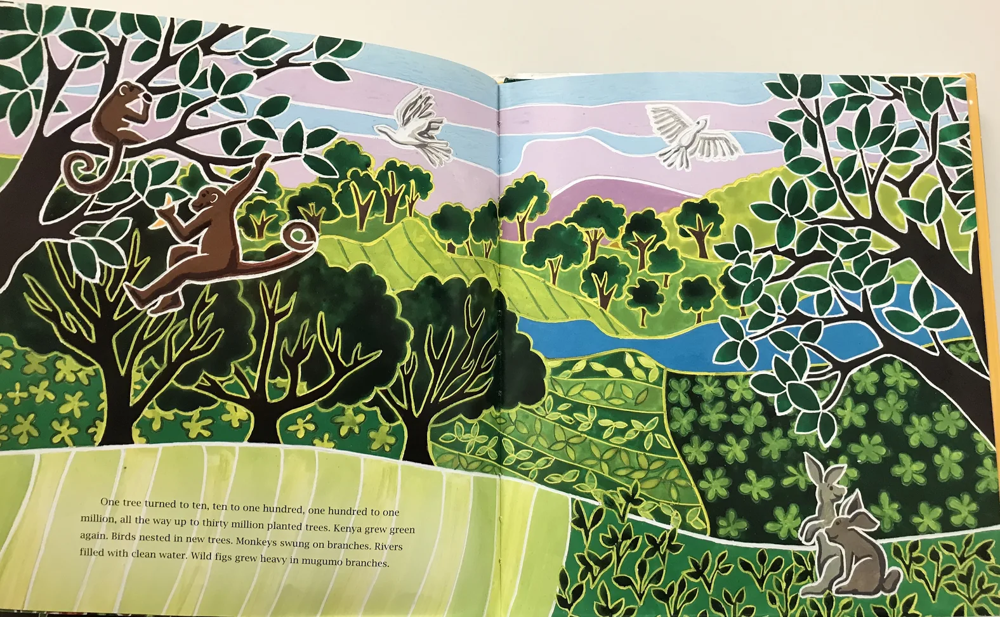 One tree turned to ten, ten to one hundred, one hundred to one
million, all the way up to thirty million planted trees. Kenya grew green
again. Birds nested in new trees. Monkeys swung on branches. Rivers
filled with clean water. Wild figs grew heavy in mugumo branches.